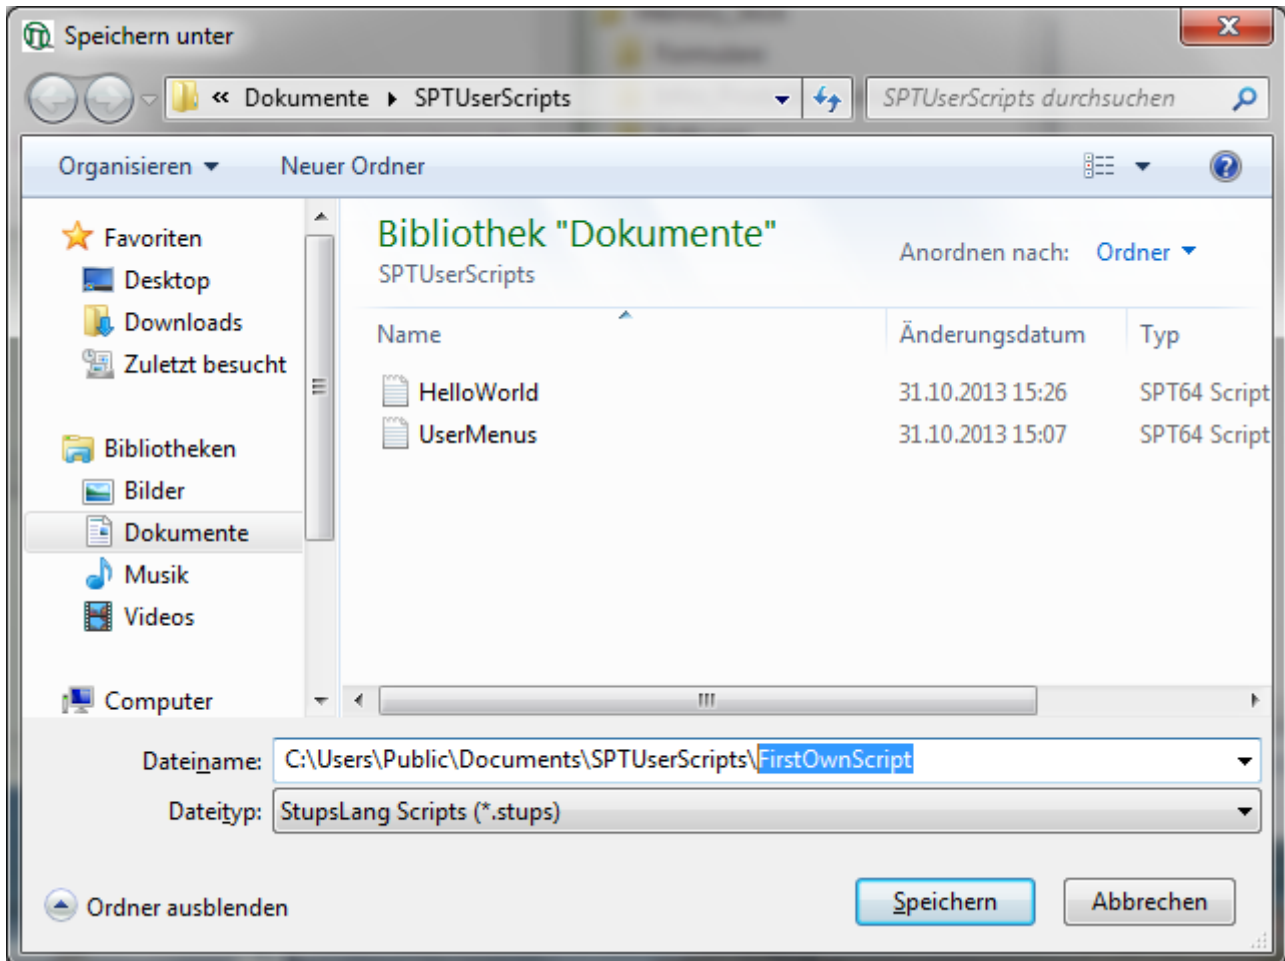 Speichern unter
« Dokumente ▸ SPTUserScripts
SPTUserScripts durchsuchen
Organisieren
Neuer Ordner
Favoriten
Desktop
Downloads
Zuletzt besucht
Bibliotheken
Bilder
Dokumente
Musik
Videos
Computer
Bibliothek "Dokumente"
SPTUserScripts
Anordnen nach: Ordner
Name Änderungsdatum Typ
HelloWorld 31.10.2013 15:26 SPT64 Script
UserMenus 31.10.2013 15:07 SPT64 Script
Dateiname: C:\Users\Public\Documents\SPTUserScripts\FirstOwnScript
Dateityp: StupsLang Scripts (*.stups)
Ordner ausblenden
Speichern
Abbrechen